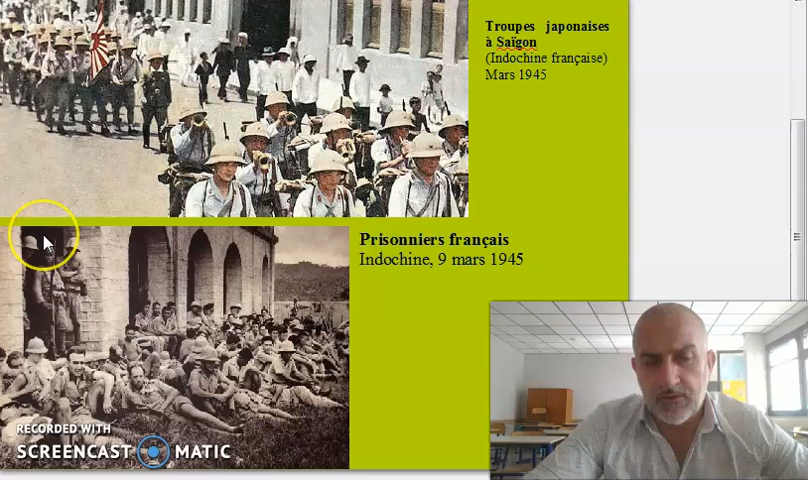 Troupes japonaises
à Saïgon
(Indochine française)
Mars 1945
Prisonniers français
Indochine, 9 mars 1945
RECORDED WITH
SCREENCAST MATIC